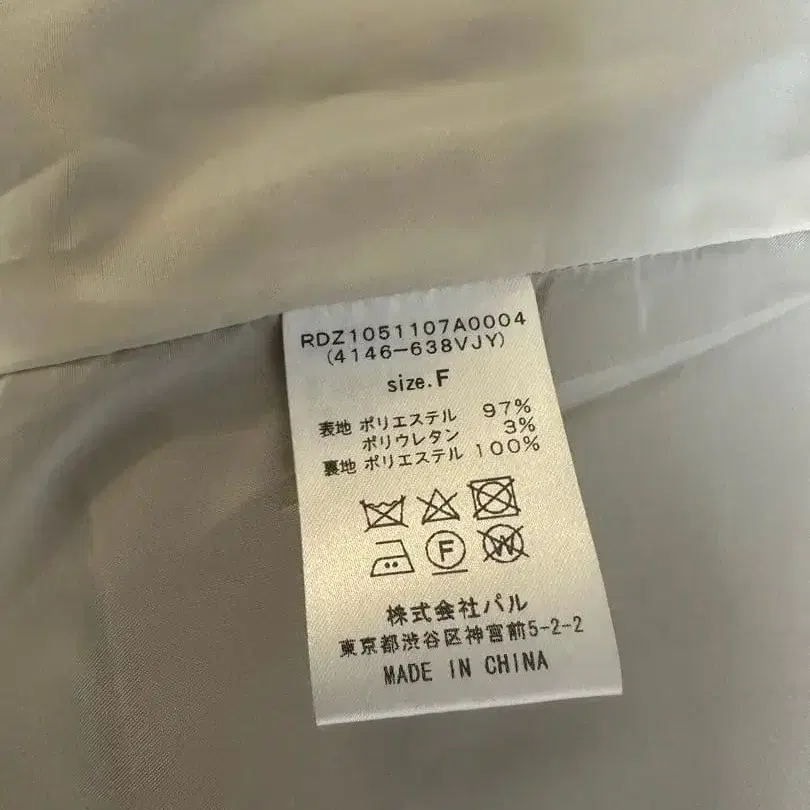 RDZ1051107A0004
(4146-638VJY)
size.F
表地 ポリエステル 97%
ポリウレタン 3%
裏地 ポリエステル 100%
F W
株式会社パル
東京都渋谷区神宮前5-2-2
MADE IN CHINA